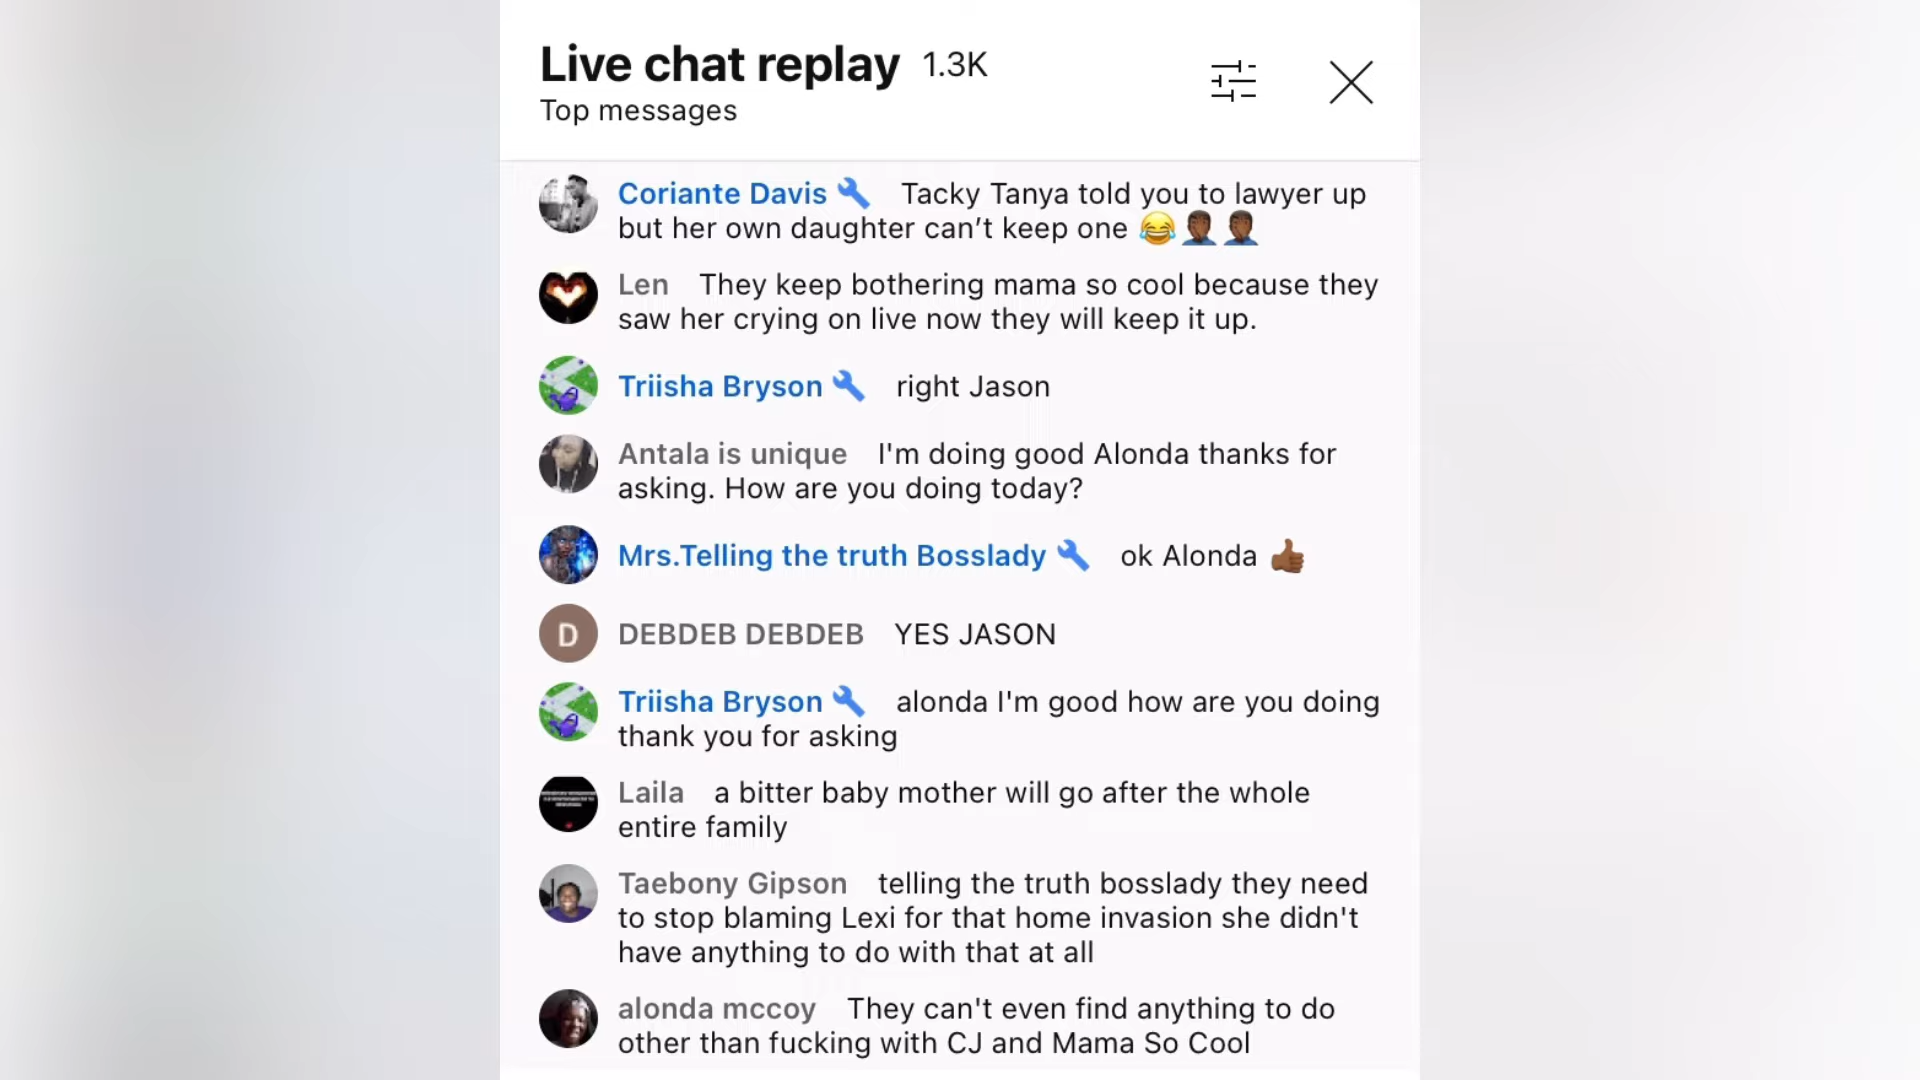 Live chat replay 1.3K
Top messages
Coriante Davis Tacky Tanya told you to lawyer up
but her own daughter can’t keep one 😂🤦🏾‍♂️🤦🏾‍♂️
Len They keep bothering mama so cool because they
saw her crying on live now they will keep it up.
Triisha Bryson right Jason
Antala is unique I'm doing good Alonda thanks for
asking. How are you doing today?
Mrs.Telling the truth Bosslady ok Alonda 👍🏾
D
DEBDEB DEBDEB YES JASON
Triisha Bryson alonda I'm good how are you doing
thank you for asking
Laila a bitter baby mother will go after the whole
entire family
Taebony Gipson telling the truth bosslady they need
to stop blaming Lexi for that home invasion she didn't
have anything to do with that at all
alonda mccoy They can't even find anything to do
other than fucking with CJ and Mama So Cool